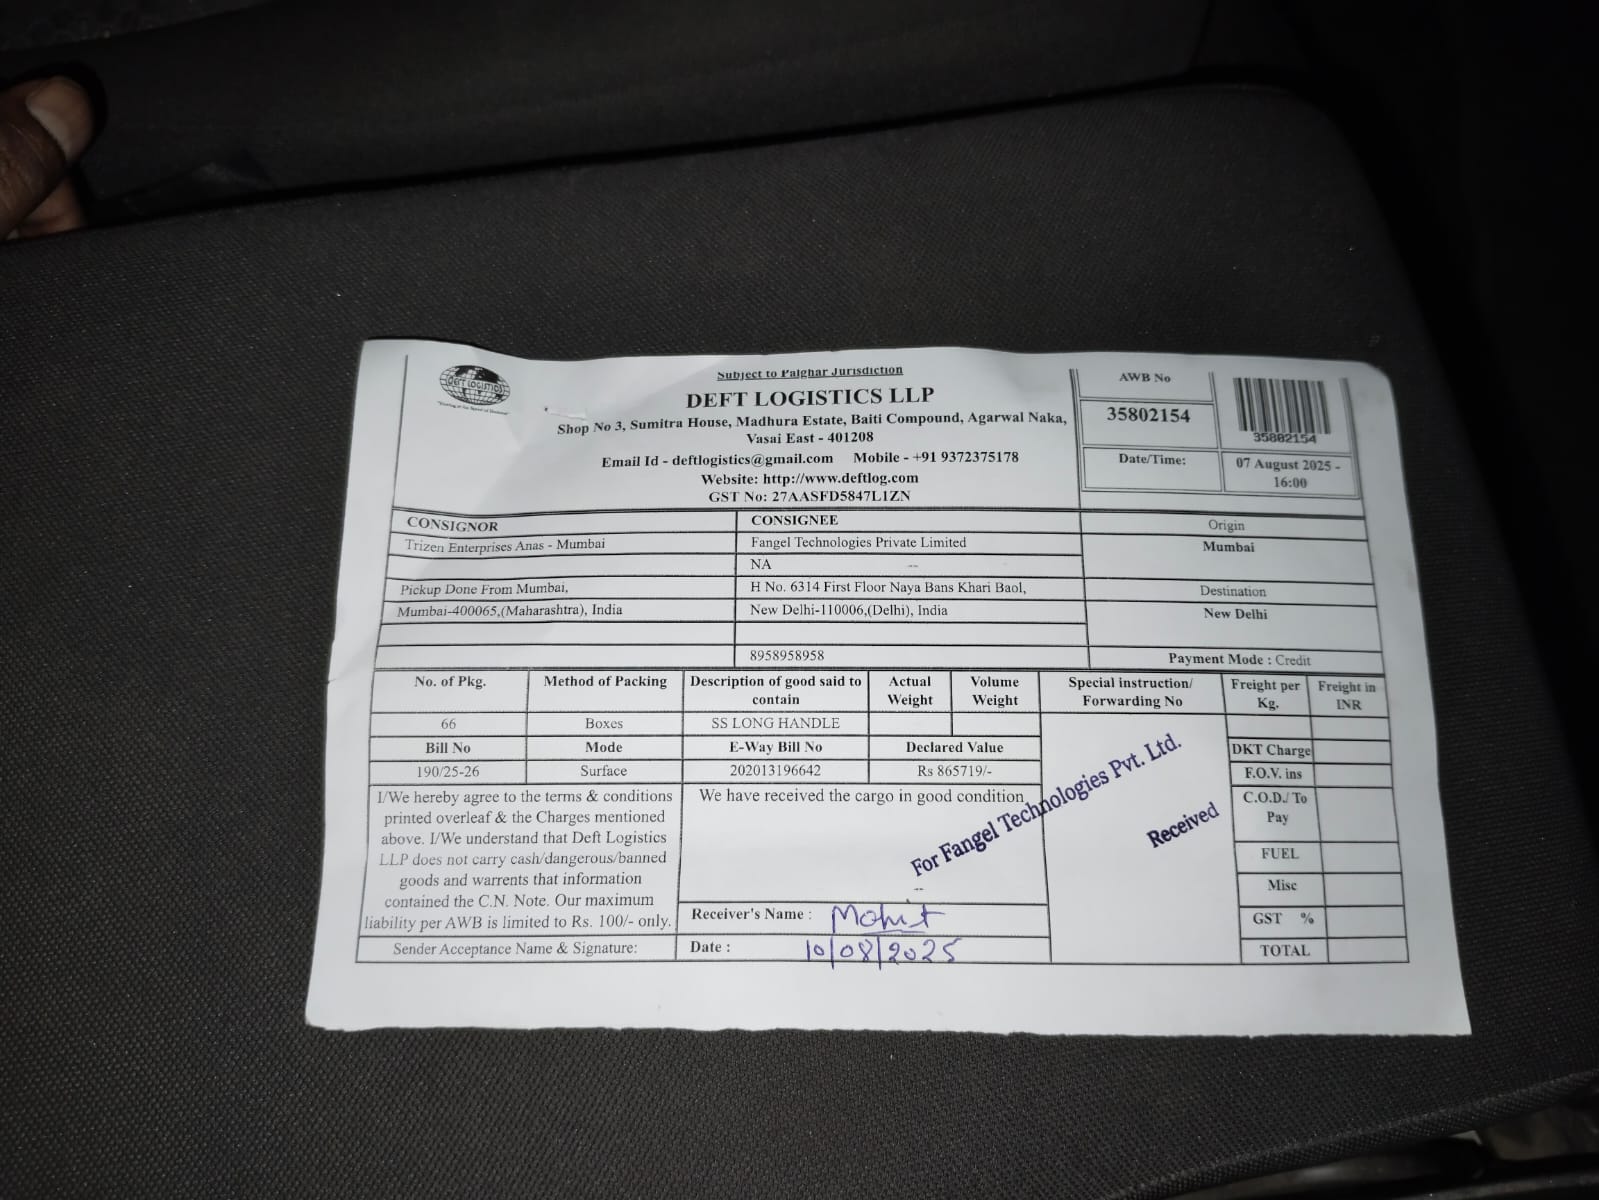 DEFT LOGISTICS
Subject to Palghar Jurisdiction
DEFT LOGISTICS LLP
Shop No 3, Sumitra House, Madhura Estate, Baiti Compound, Agarwal Naka,
Vasai East - 401208
Email Id - deftlogistics@gmail.com Mobile - +91 9372375178
Website: http://www.deftlog.com
GST No: 27AASFD5847L1ZN
AWB No
35802154
35802154
Date/Time: 07 August 2025 -
16:00
CONSIGNOR CONSIGNEE Origin
Trizen Enterprises Anas - Mumbai Fangel Technologies Private Limited Mumbai
NA --
Pickup Done From Mumbai, H No. 6314 First Floor Naya Bans Khari Baol, Destination
Mumbai-400065,(Maharashtra), India New Delhi-110006,(Delhi), India New Delhi
8958958958 Payment Mode : Credit
No. of Pkg. Method of Packing Description of good said to contain Actual Weight Volume Weight Special instruction/ Forwarding No Freight per Kg. Freight in INR
66 Boxes SS LONG HANDLE
Bill No Mode E-Way Bill No Declared Value DKT Charge
190/25-26 Surface 202013196642 Rs 865719/- F.O.V. ins
I/We hereby agree to the terms & conditions
printed overleaf & the Charges mentioned
above. I/We understand that Deft Logistics
LLP does not carry cash/dangerous/banned
goods and warrents that information
contained the C.N. Note. Our maximum
liability per AWB is limited to Rs. 100/- only.
Sender Acceptance Name & Signature:
We have received the cargo in good condition
--
Receiver's Name : Mohit
Date : 10/08/2025
For Fangel Technologies Pvt. Ltd.
Received
C.O.D./ To
Pay
FUEL
Misc
GST %
TOTAL